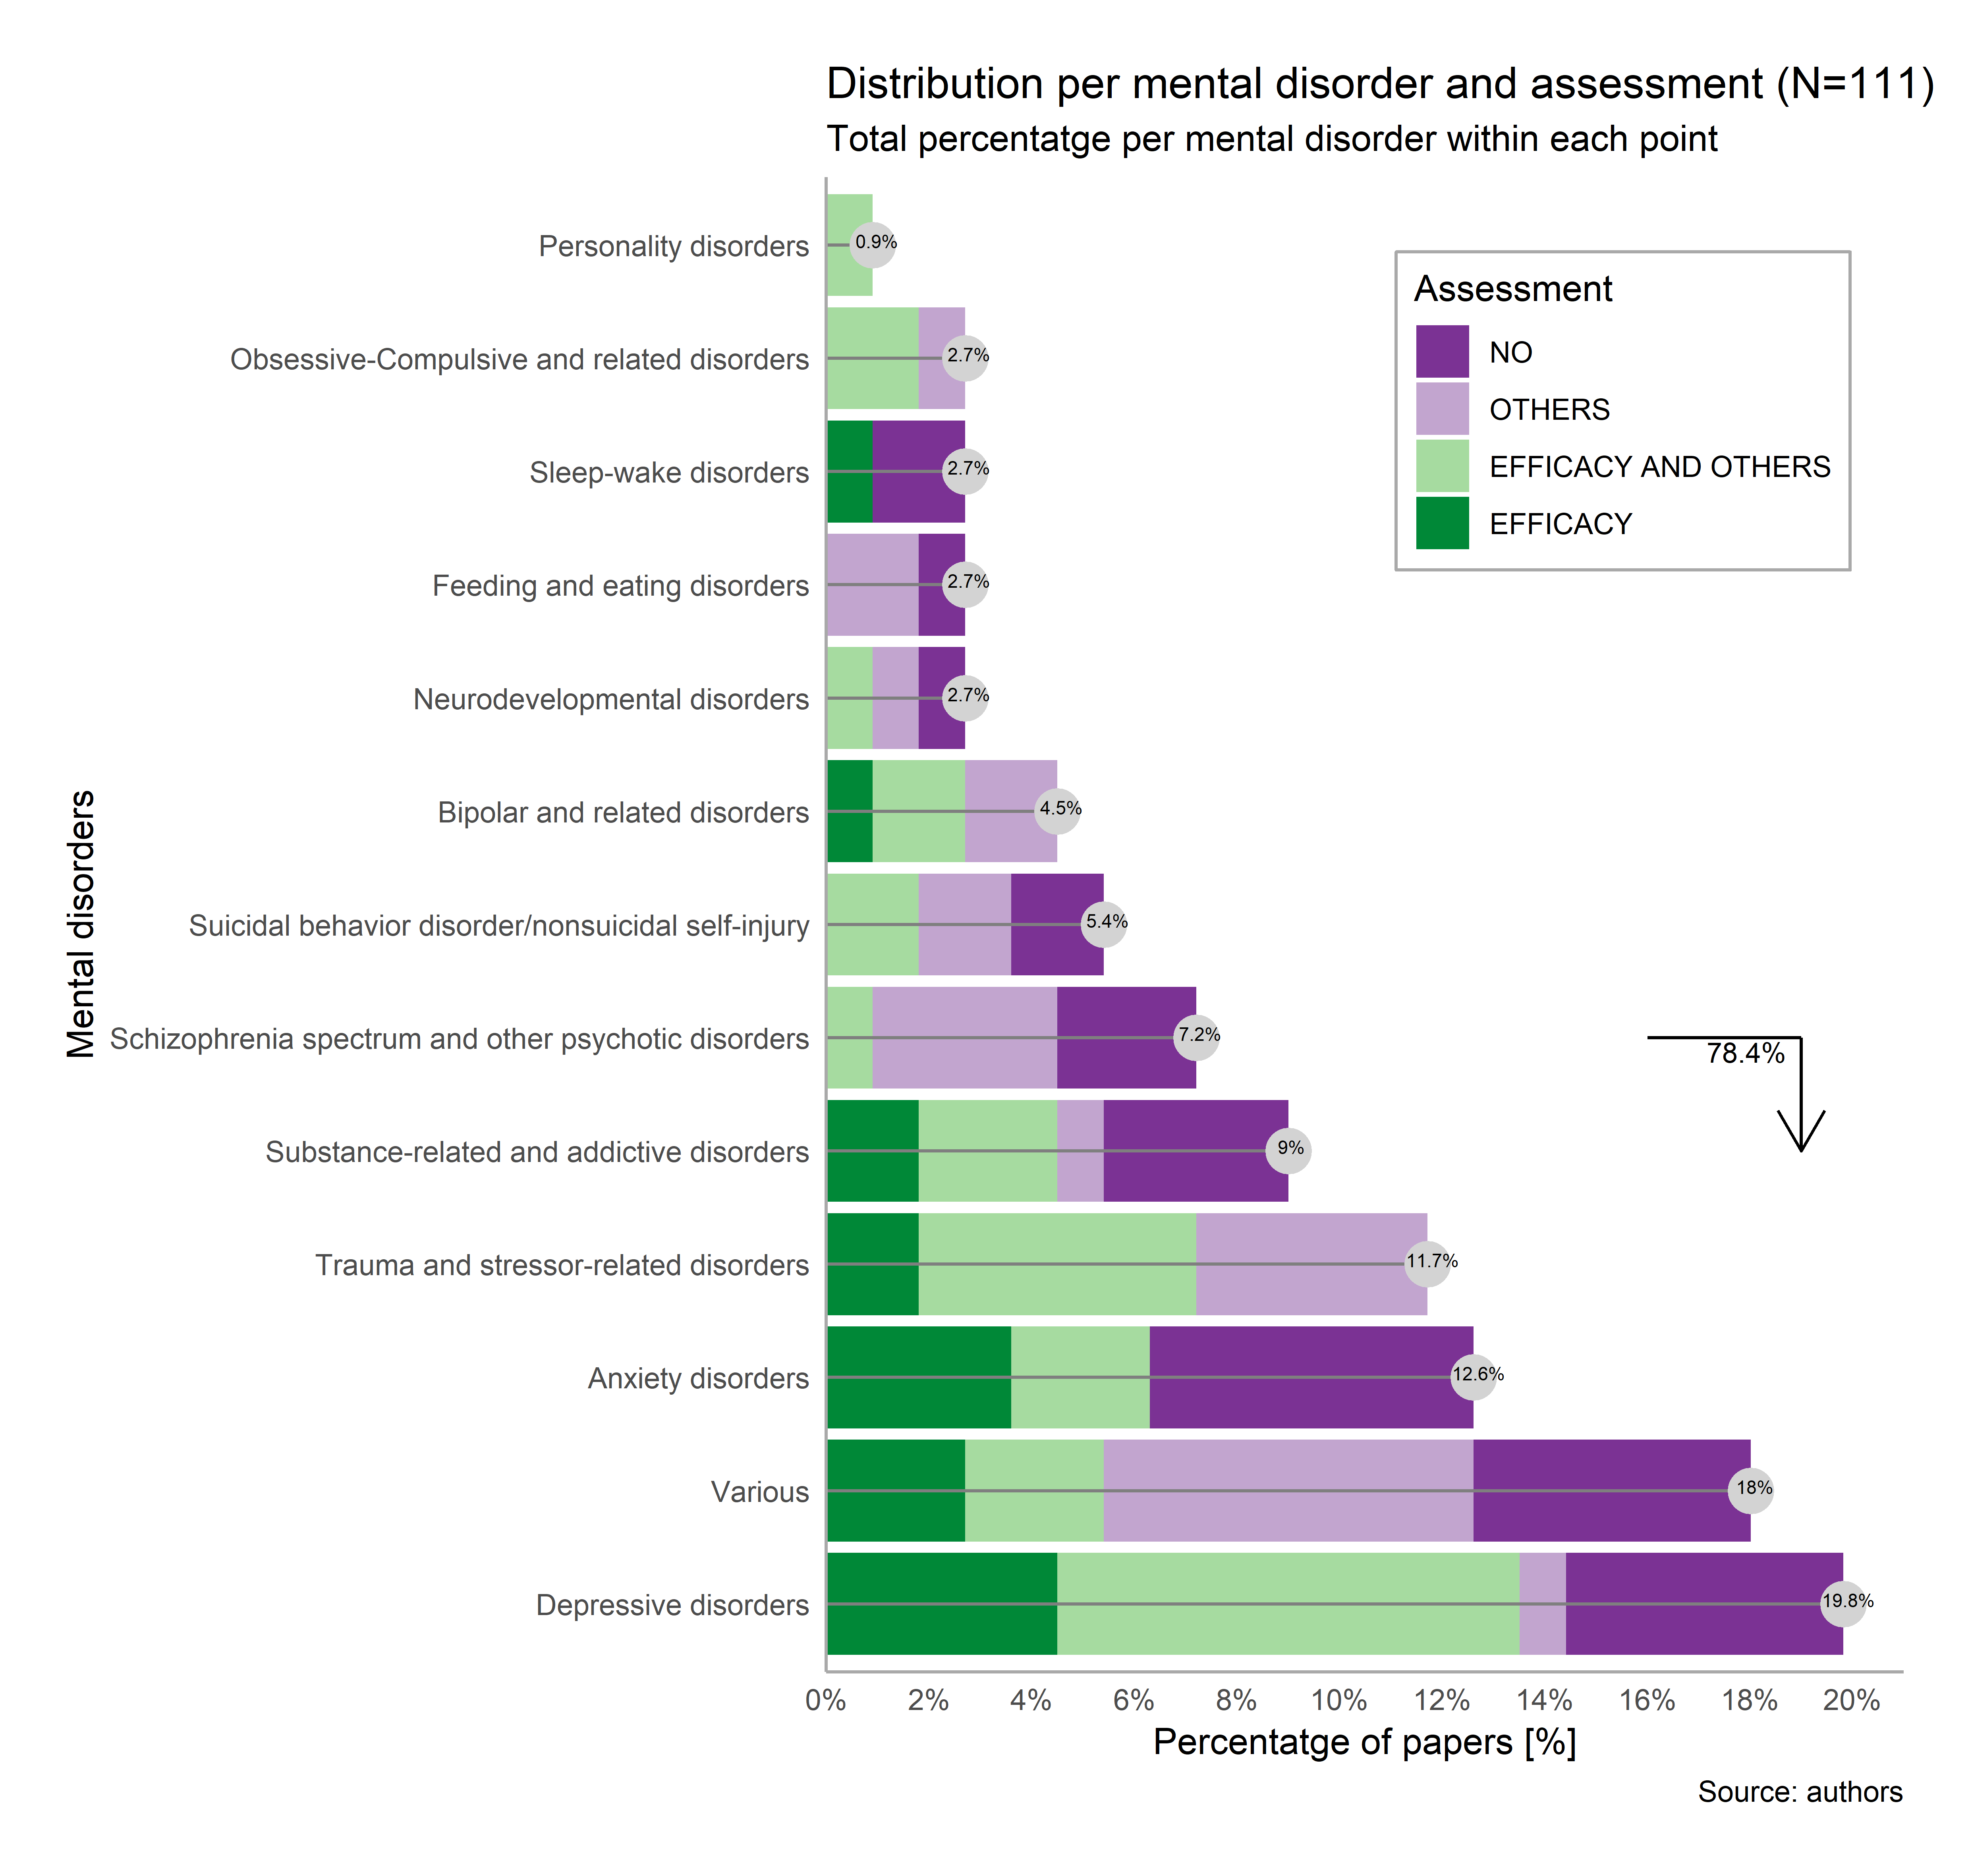 Distribution per mental disorder and assessment (N=111)
Total percentatge per mental disorder within each point
Mental disorders
Personality disorders
0.9%
Obsessive-Compulsive and related disorders
2.7%
Sleep-wake disorders
2.7%
Feeding and eating disorders
2.7%
Neurodevelopmental disorders
2.7%
Bipolar and related disorders
4.5%
Suicidal behavior disorder/nonsuicidal self-injury
5.4%
Schizophrenia spectrum and other psychotic disorders
7.2%
Substance-related and addictive disorders
9%
Trauma and stressor-related disorders
11.7%
Anxiety disorders
12.6%
Various
18%
Depressive disorders
19.8%
Assessment
NO
OTHERS
EFFICACY AND OTHERS
EFFICACY
78.4%
0% 2% 4% 6% 8% 10% 12% 14% 16% 18% 20%
Percentatge of papers [%]
Source: authors